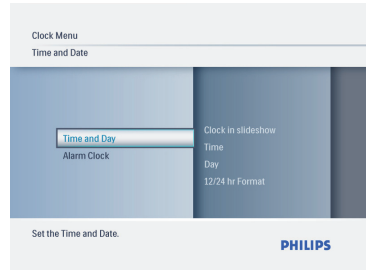 Clock Menu
Time and Date
Time and Day
Alarm Clock
Clock in slideshow
Time
Day
12/24 hr Format
Set the Time and Date.
PHILIPS